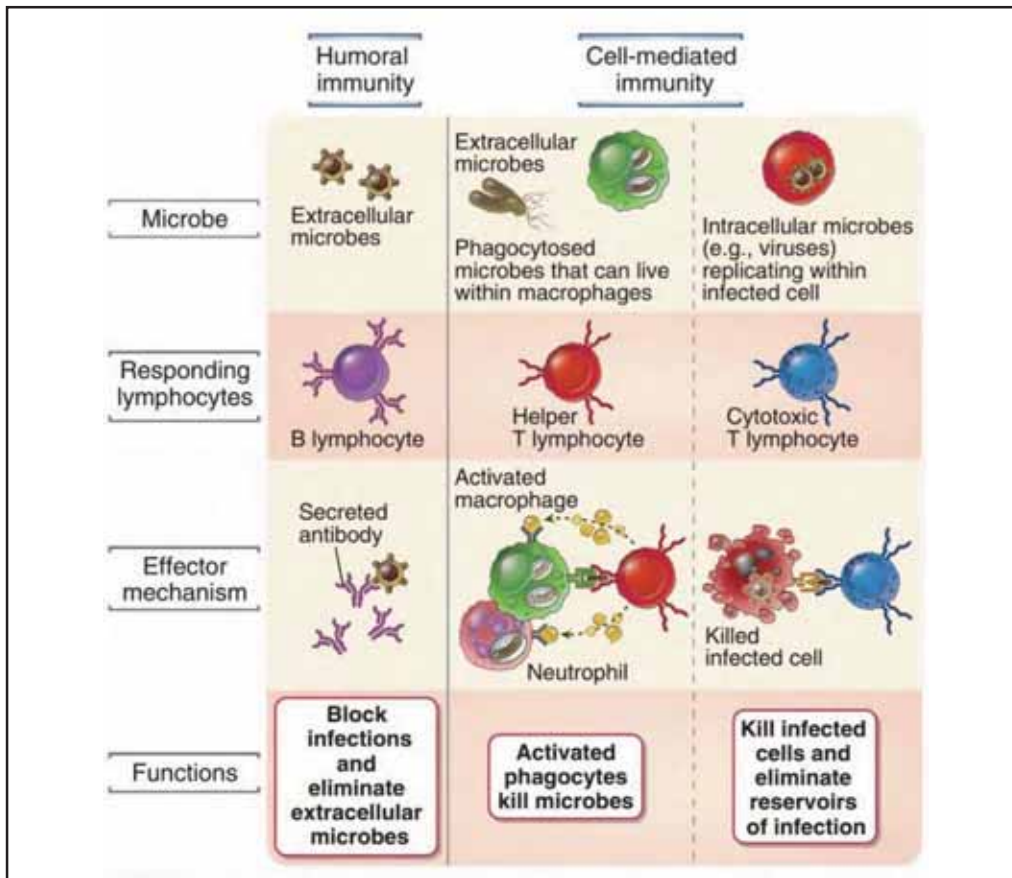 Humoral
immunity
Cell-mediated
immunity
Microbe
Extracellular
microbes
Extracellular
microbes
Phagocytosed
microbes that can live
within macrophages
Intracellular microbes
(e.g., viruses)
replicating within
infected cell
Responding
lymphocytes
B lymphocyte
Helper
T lymphocyte
Cytotoxic
T lymphocyte
Effector
mechanism
Secreted
antibody
Activated
macrophage
Neutrophil
Killed
infected cell
Functions
Block
infections
and
eliminate
extracellular
microbes
Activated
phagocytes
kill microbes
Kill infected
cells and
eliminate
reservoirs
of infection